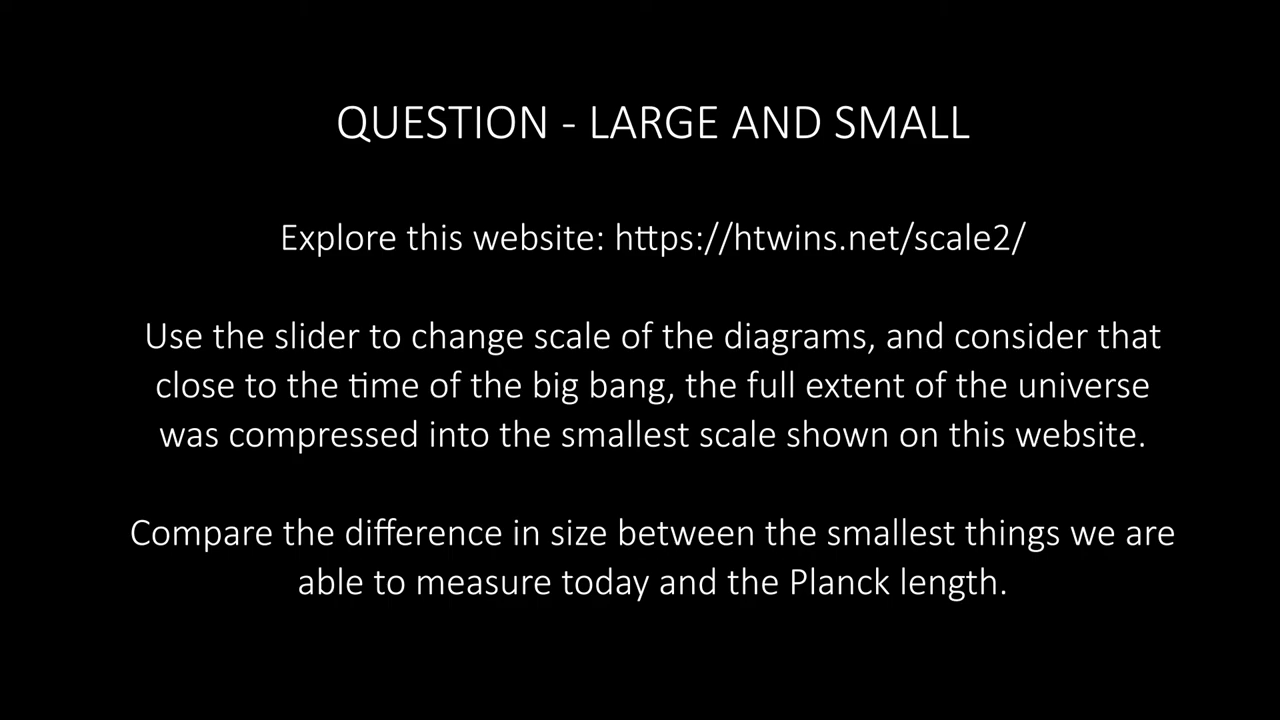 QUESTION - LARGE AND SMALL
Explore this website: https://htwins.net/scale2/
Use the slider to change scale of the diagrams, and consider that
close to the time of the big bang, the full extent of the universe
was compressed into the smallest scale shown on this website.
Compare the difference in size between the smallest things we are
able to measure today and the Planck length.